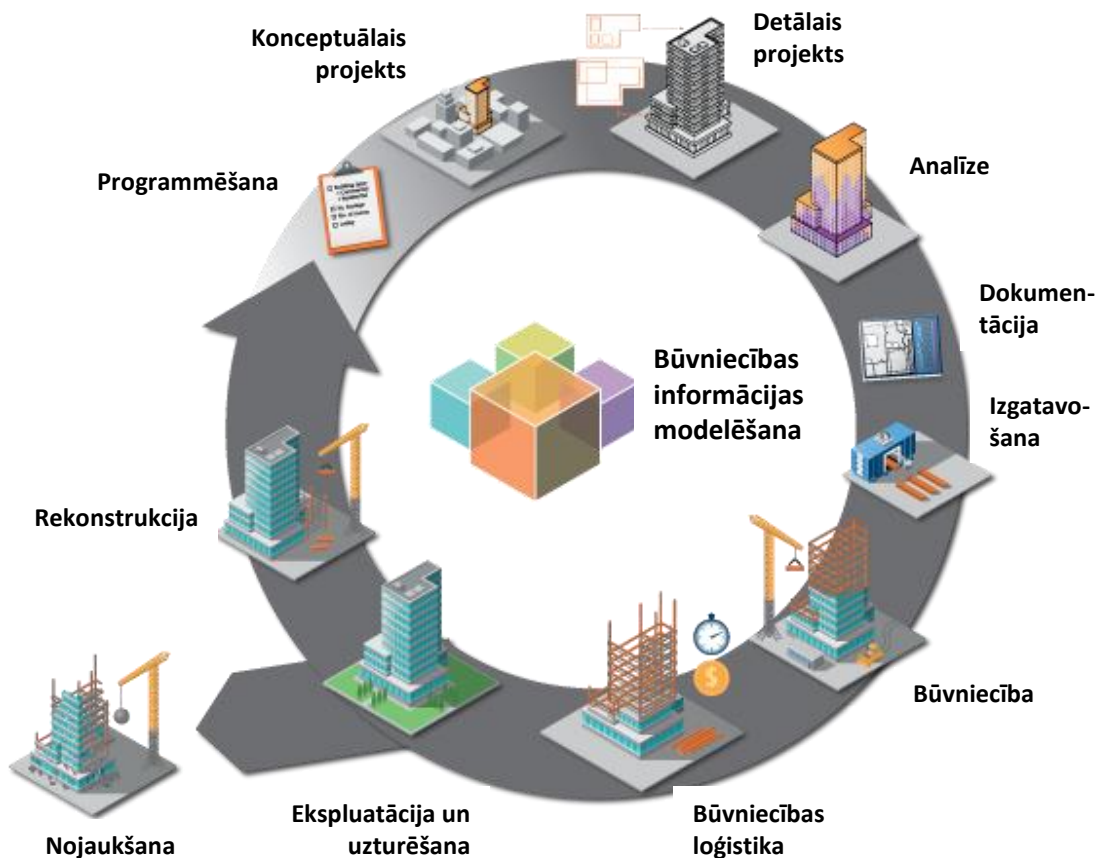 Konceptuālais
projekts
Detālais
projekts
Programmēšana
Analīze
Dokumen-
tācija
Būvniecības
informācijas
modelēšana
Izgatavo-
šana
Rekonstrukcija
$
Būvniecība
Nojaukšana
Ekspluatācija un
uzturēšana
Būvniecības
loģistika